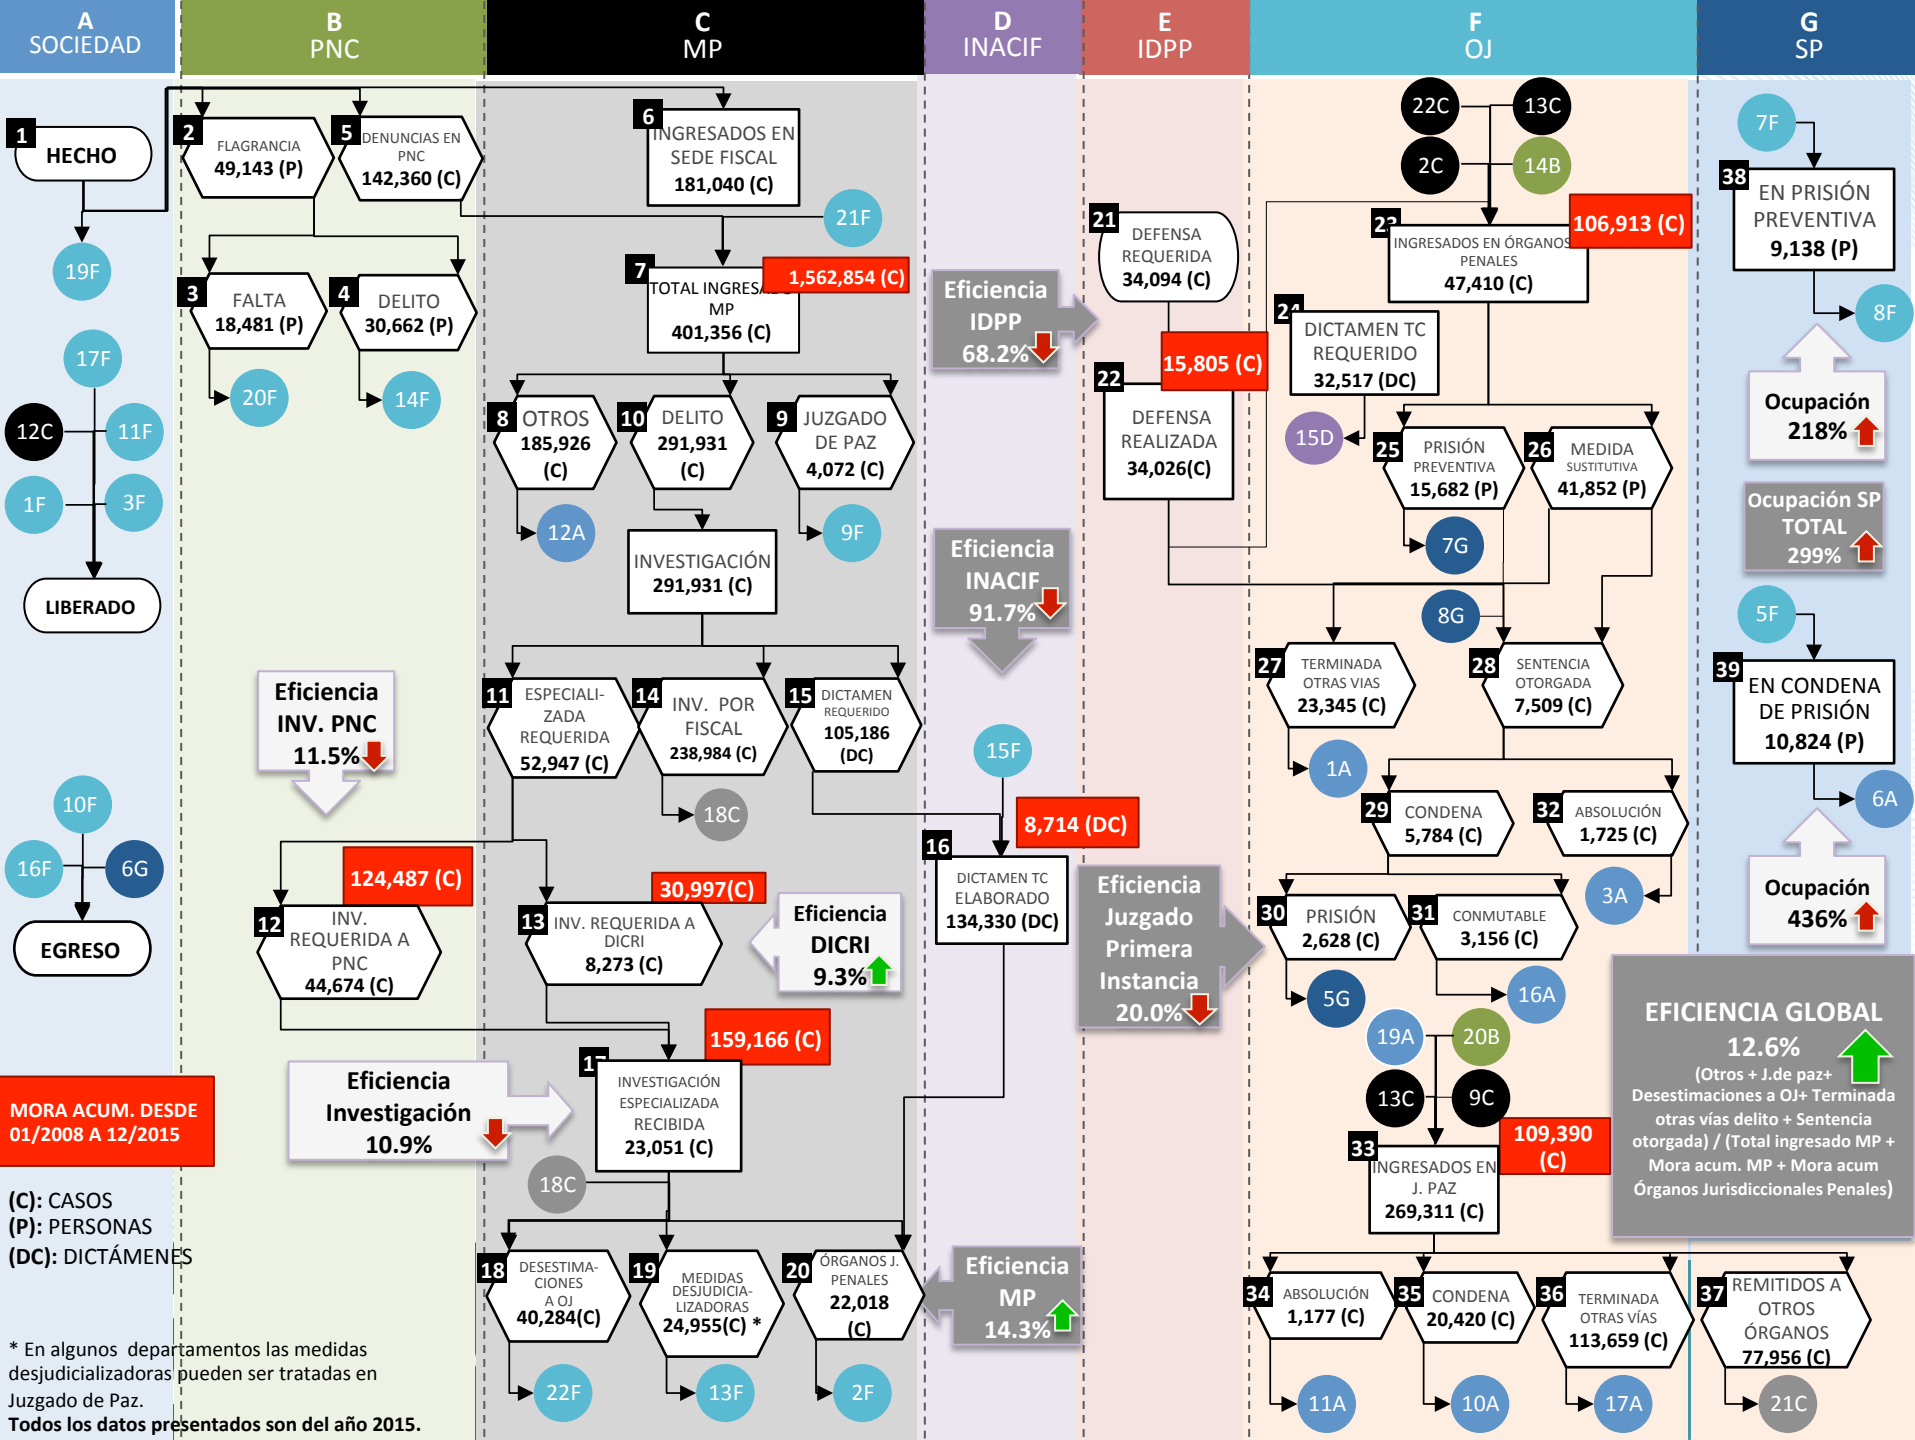 A
SOCIEDAD
B
PNC
C
MP
D
INACIF
E
IDPP
F
OJ
G
SP
1
HECHO
19F
17F
12C
11F
1F
3F
LIBERADO
10F
16F
6G
EGRESO
MORA ACUM. DESDE
01/2008 A 12/2015
(C): CASOS
(P): PERSONAS
(DC): DICTÁMENES
* En algunos departamentos las medidas
desjudicializadoras pueden ser tratadas en
Juzgado de Paz.
Todos los datos presentados son del año 2015.
2
FLAGRANCIA
49,143 (P)
5
DENUNCIAS EN
PNC
142,360 (C)
3
FALTA
18,481 (P)
4
DELITO
30,662 (P)
20F
14F
Eficiencia
INV. PNC
11.5%
124,487 (C)
12
INV.
REQUERIDA A
PNC
44,674 (C)
Eficiencia
Investigación
10.9%
6
INGRESADOS EN
SEDE FISCAL
181,040 (C)
21F
7
1,562,854 (C)
TOTAL INGRESADO
MP
401,356 (C)
8
OTROS
185,926
(C)
10
DELITO
291,931
(C)
9
JUZGADO
DE PAZ
4,072 (C)
12A
9F
INVESTIGACIÓN
291,931 (C)
11
ESPECIALI-
ZADA
REQUERIDA
52,947 (C)
14
INV. POR
FISCAL
238,984 (C)
15
DICTAMEN
REQUERIDO
105,186
(DC)
18C
30,997(C)
13
INV. REQUERIDA A
DICRI
8,273 (C)
Eficiencia
DICRI
9.3%
159,166 (C)
17
INVESTIGACIÓN
ESPECIALIZADA
RECIBIDA
23,051 (C)
18C
18
DESESTIMA-
CIONES
A OJ
40,284(C)
19
MEDIDAS
DESJUDICIA-
LIZADORAS
24,955(C) *
20
ÓRGANOS J.
PENALES
22,018
(C)
22F
13F
2F
Eficiencia
IDPP
68.2%
Eficiencia
INACIF
91.7%
15F
8,714 (DC)
16
DICTAMEN TC
ELABORADO
134,330 (DC)
Eficiencia
MP
14.3%
21
DEFENSA
REQUERIDA
34,094 (C)
15,805 (C)
22
DEFENSA
REALIZADA
34,026(C)
Eficiencia
Juzgado
Primera
Instancia
20.0%
22C
13C
2C
14B
23
106,913 (C)
INGRESADOS EN ÓRGANOS
PENALES
47,410 (C)
24
DICTAMEN TC
REQUERIDO
32,517 (DC)
15D
25
PRISIÓN
PREVENTIVA
15,682 (P)
26
MEDIDA
SUSTITUTIVA
41,852 (P)
7G
8G
27
TERMINADA
OTRAS VIAS
23,345 (C)
28
SENTENCIA
OTORGADA
7,509 (C)
1A
29
CONDENA
5,784 (C)
32
ABSOLUCIÓN
1,725 (C)
3A
30
PRISIÓN
2,628 (C)
31
CONMUTABLE
3,156 (C)
5G
16A
19A
20B
13C
9C
109,390
(C)
33
INGRESADOS EN
J. PAZ
269,311 (C)
34
ABSOLUCIÓN
1,177 (C)
35
CONDENA
20,420 (C)
36
TERMINADA
OTRAS VÍAS
113,659 (C)
37
REMITIDOS A
OTROS
ÓRGANOS
77,956 (C)
11A
10A
17A
21C
7F
38
EN PRISIÓN
PREVENTIVA
9,138 (P)
8F
Ocupación
218%
Ocupación SP
TOTAL
299%
5F
39
EN CONDENA
DE PRISIÓN
10,824 (P)
6A
Ocupación
436%
EFICIENCIA GLOBAL
12.6%
(Otros + J.de paz+
Desestimaciones a OJ+ Terminada
otras vías delito + Sentencia
otorgada) / (Total ingresado MP +
Mora acum. MP + Mora acum
Órganos Jurisdiccionales Penales)